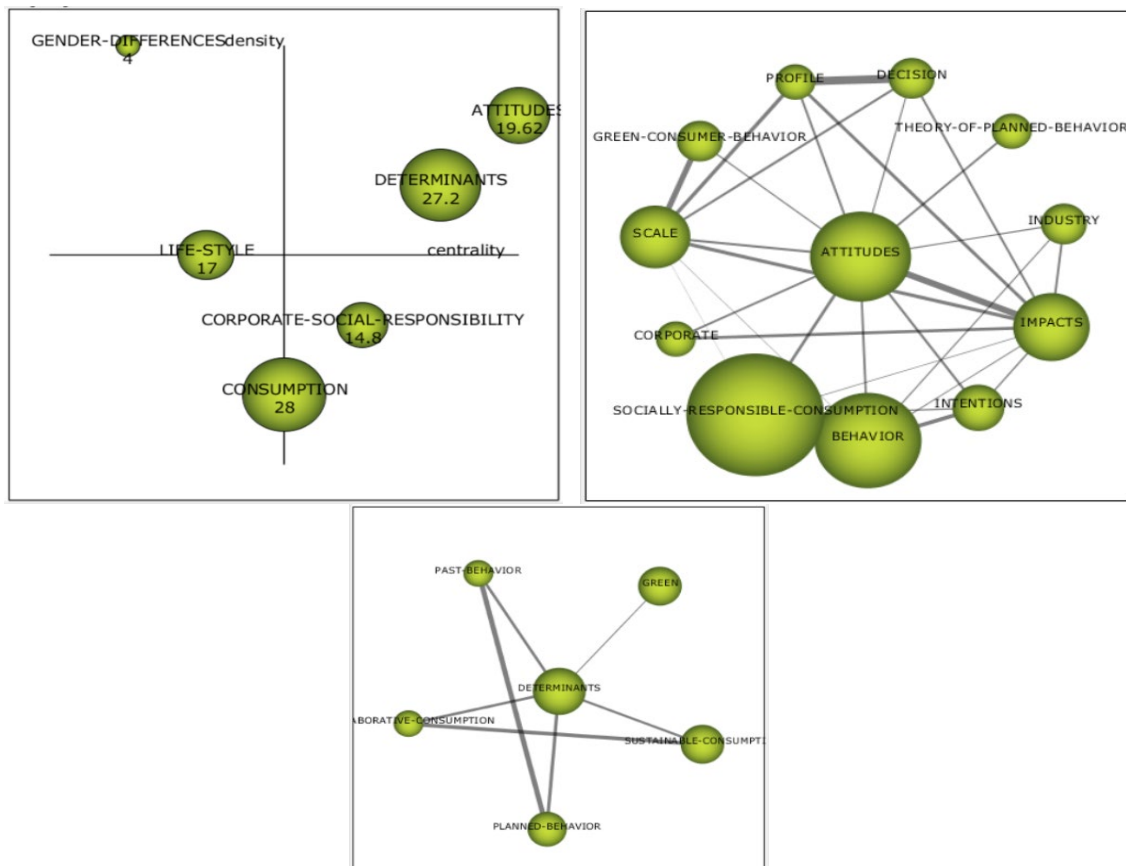 GENDER-DIFFERENCES
4
density
ATTITUDES
19.62
DETERMINANTS
27.2
LIFE-STYLE
17
centrality
CORPORATE-SOCIAL-RESPONSIBILITY
14.8
CONSUMPTION
28
PROFILE
DECISION
GREEN-CONSUMER-BEHAVIOR
THEORY-OF-PLANNED-BEHAVIOR
SCALE
INDUSTRY
ATTITUDES
IMPACTS
CORPORATE
SOCIALLY-RESPONSIBLE-CONSUMPTION
INTENTIONS
BEHAVIOR
PAST-BEHAVIOR
GREEN
DETERMINANTS
ABORATIVE-CONSUMPTION
SUSTAINABLE-CONSUMPTI
PLANNED-BEHAVIOR